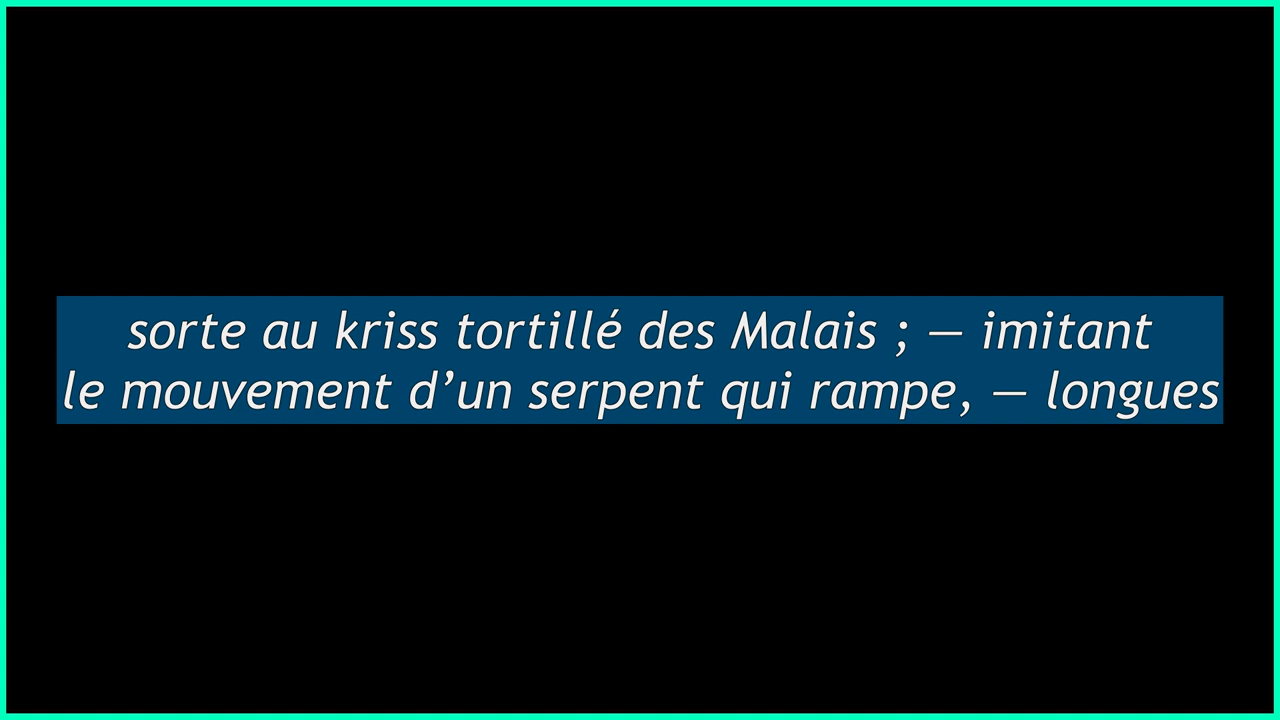 sorte au kriss tortillé des Malais ; — imitant
le mouvement d’un serpent qui rampe, — longues